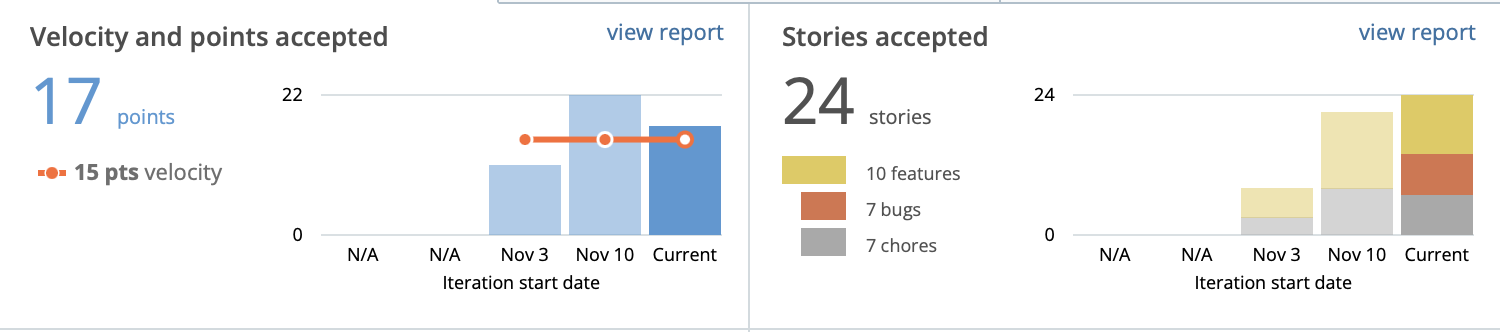 Velocity and points accepted
view report
17 points
15 pts velocity
22
0
N/A N/A Nov 3 Nov 10 Current
Iteration start date
Stories accepted
view report
24 stories
10 features
7 bugs
7 chores
24
0
N/A N/A Nov 3 Nov 10 Current
Iteration start date